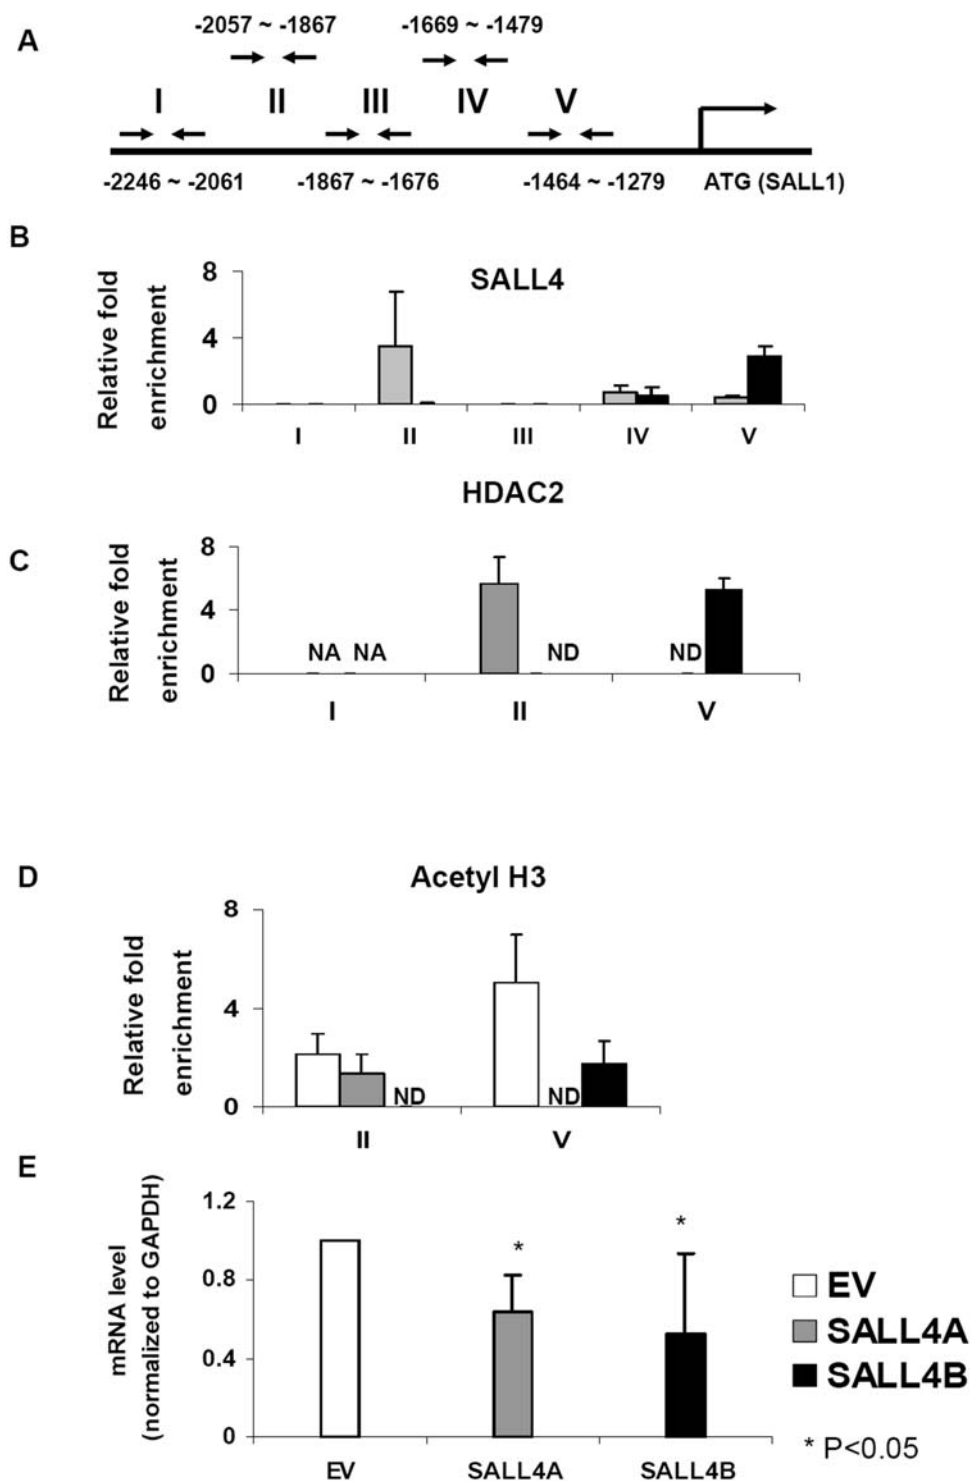 A
-2057 ~ -1867
-1669 ~ -1479
I
II
III
IV
V
-2246 ~ -2061
-1867 ~ -1676
-1464 ~ -1279
ATG (SALL1)
B
SALL4
Relative fold
enrichment
8
4
0
I
II
III
IV
V
HDAC2
C
Relative fold
enrichment
8
4
0
NA
NA
ND
ND
I
II
V
D
Acetyl H3
Relative fold
enrichment
8
4
0
ND
ND
II
V
E
mRNA level
(normalized to GAPDH)
1.2
0.8
0.4
0
*
*
EV
SALL4A
SALL4B
EV
SALL4A
SALL4B
* P<0.05